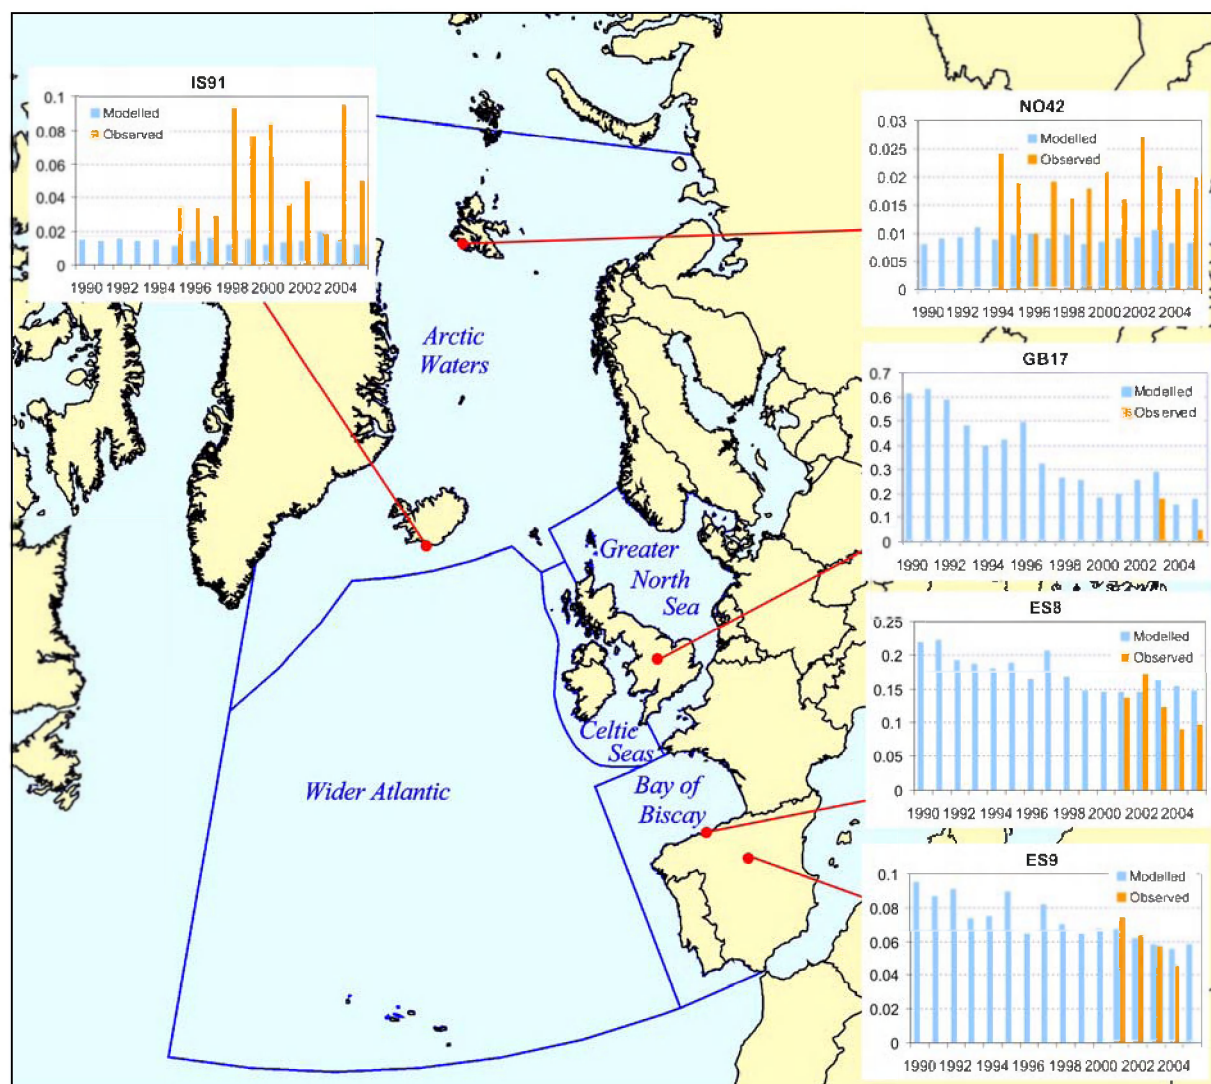 IS91
0.1
Modelled
Observed
0.08
0.06
0.04
0.02
0
1990 1992 1994 1996 1998 2000 2002 2004
NO42
0.03
Modelled
0.025
Observed
0.02
0.015
0.01
0.005
0
1990 1992 1994 1996 1998 2000 2002 2004
Arctic
Waters
GB17
0.7
Modelled
0.6
Observed
0.5
0.4
0.3
0.2
0.1
0
1990 1992 1994 1996 1998 2000 2002 2004
Greater
North
Sea
ES8
0.25
Modelled
0.2
Observed
0.15
0.1
0.05
0
1990 1992 1994 1996 1998 2000 2002 2004
Celtic
Seas
Wider Atlantic
Bay of
Biscay
ES9
0.1
Modelled
Observed
0.08
0.06
0.04
0.02
0
1990 1992 1994 1996 1998 2000 2002 2004